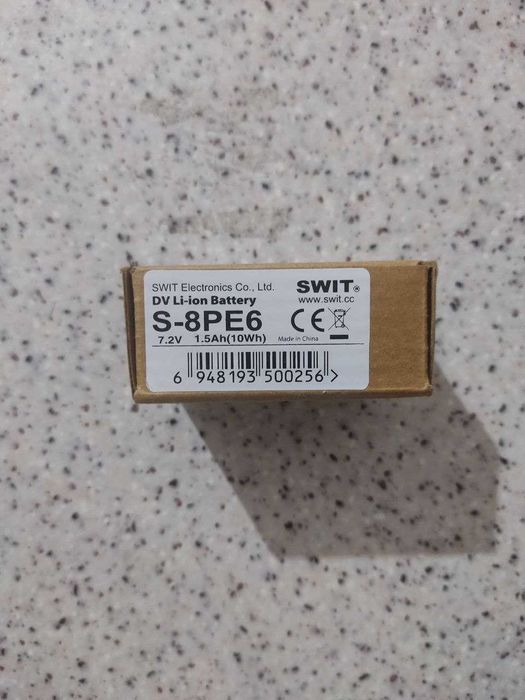 SWIT Electronics Co., Ltd.
SWIT®
DV Li-ion Battery
www.swit.cc
S-8PE6
CE
7.2V 1.5Ah(10Wh)
Made in China
6 948193 500256 >